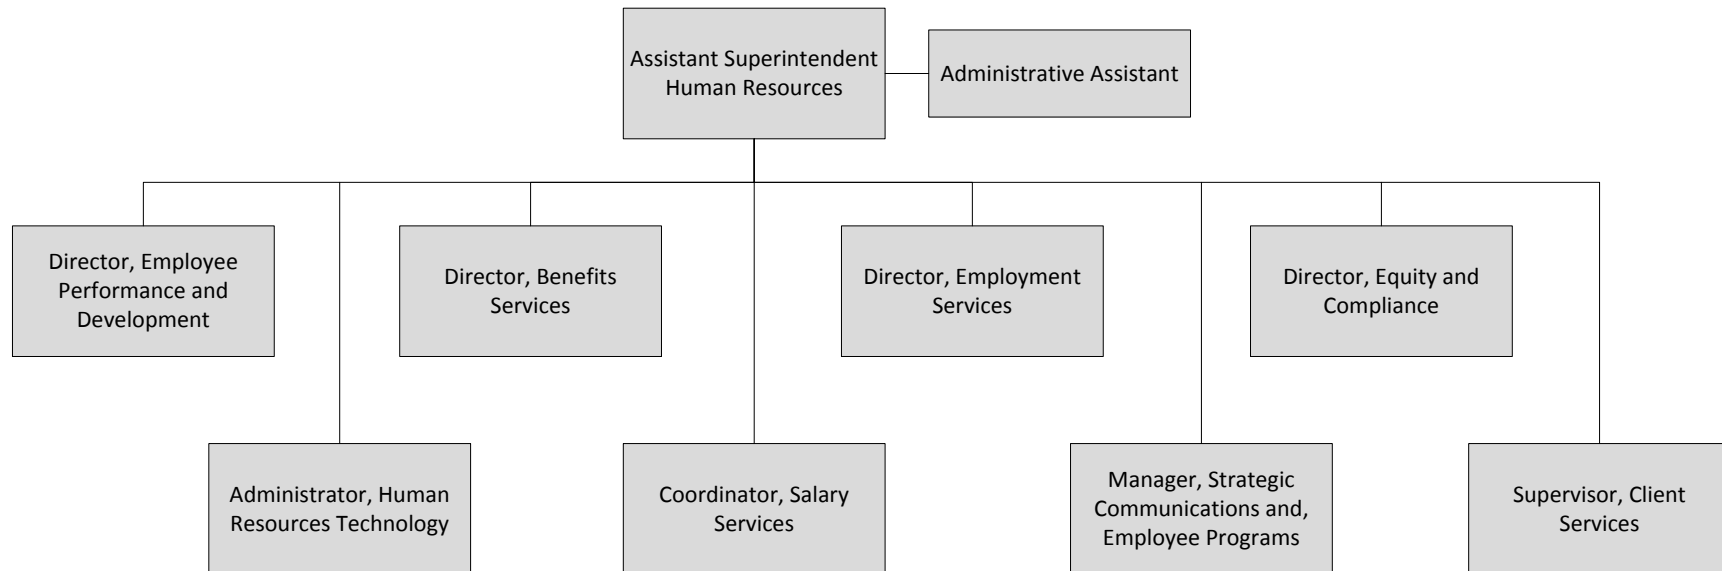 Assistant Superintendent
Human Resources
Administrative Assistant
Director, Employee
Performance and
Development
Director, Benefits
Services
Director, Employment
Services
Director, Equity and
Compliance
Administrator, Human
Resources Technology
Coordinator, Salary
Services
Manager, Strategic
Communications and,
Employee Programs
Supervisor, Client
Services